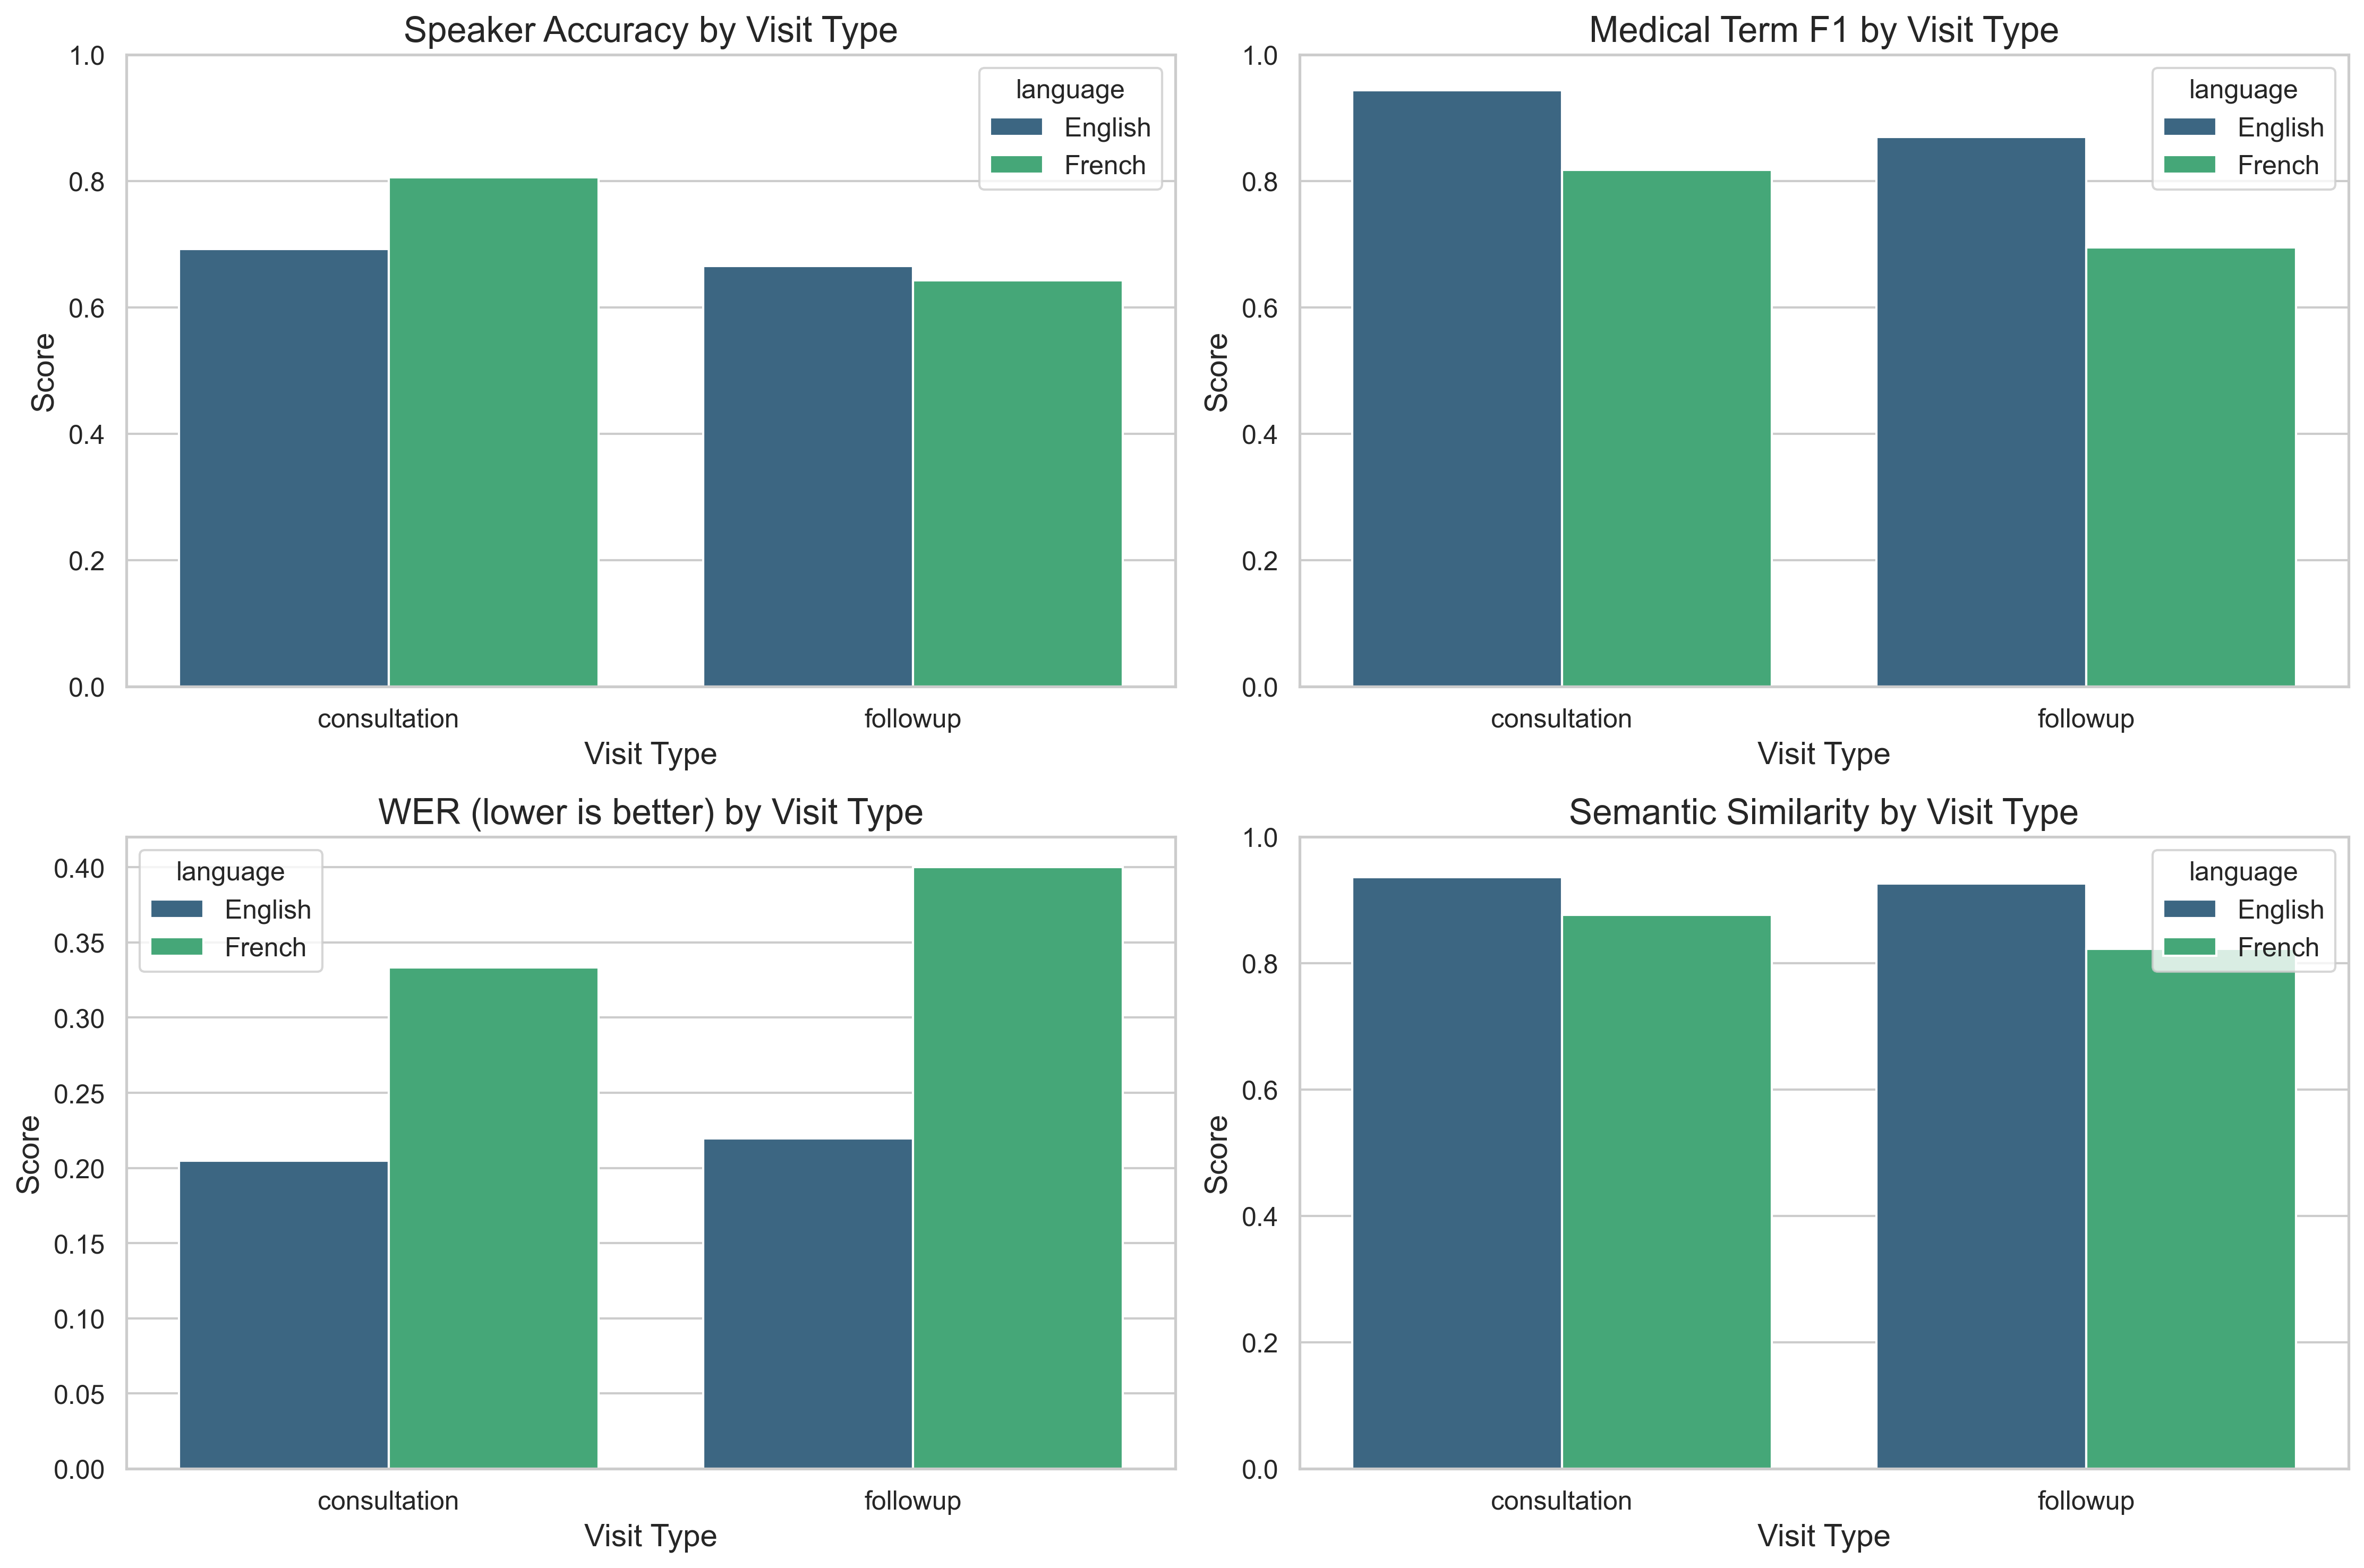 Speaker Accuracy by Visit Type
1.0
0.8
0.6
0.4
0.2
0.0
Score
language
English
French
consultation
followup
Visit Type
Medical Term F1 by Visit Type
1.0
0.8
0.6
0.4
0.2
0.0
Score
language
English
French
consultation
followup
Visit Type
WER (lower is better) by Visit Type
0.40
0.35
0.30
0.25
0.20
0.15
0.10
0.05
0.00
Score
language
English
French
consultation
followup
Visit Type
Semantic Similarity by Visit Type
1.0
0.8
0.6
0.4
0.2
0.0
Score
language
English
French
consultation
followup
Visit Type